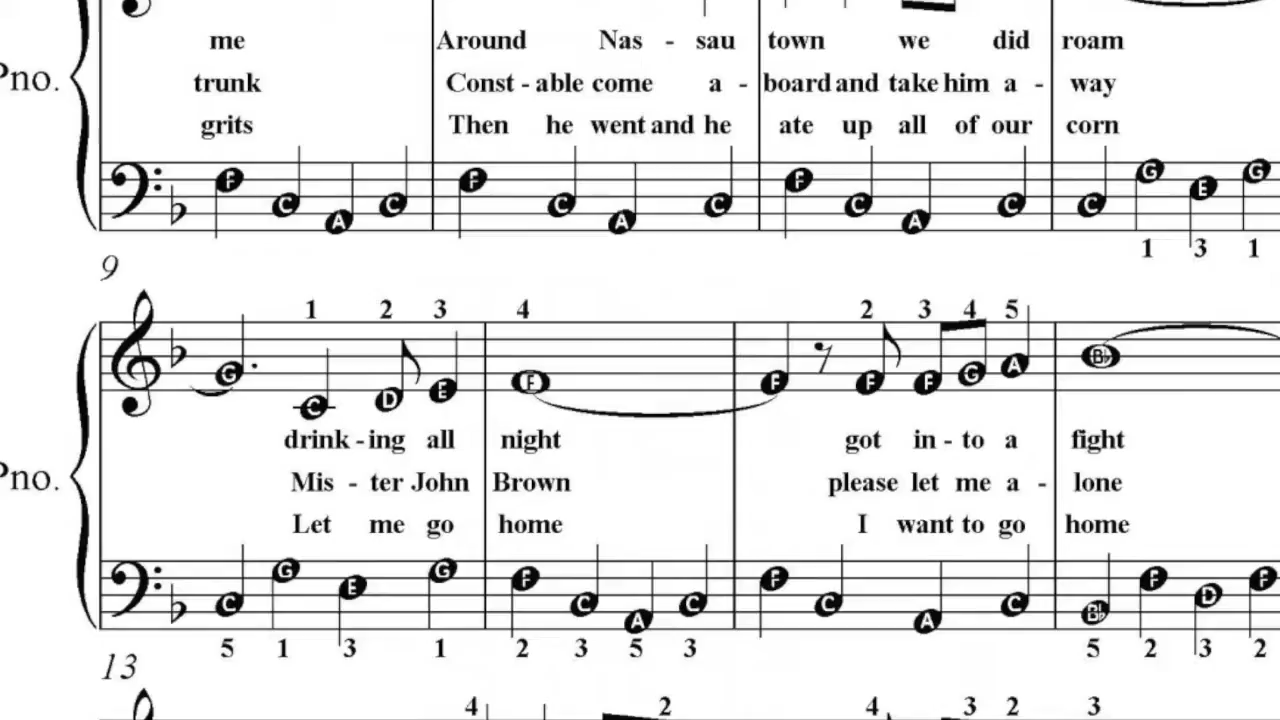 me Around Nas - sau town we did roam
Pno. trunk Const - able come a - board and take him a - way
grits Then he went and he ate up all of our corn
F C A C F C A C F C A C C G E G
1 3 1
9
1 2 3 4 2 3 4 5
G C D E F F F F G A B♭
drink - ing all night got in - to a fight
Pno. Mis - ter John Brown please let me a - lone
Let me go home I want to go home
C G E G F C A C F C A C B♭ F D F
5 1 3 1 2 3 5 3 5 2 3 2
13
4 2 4 3 2 3